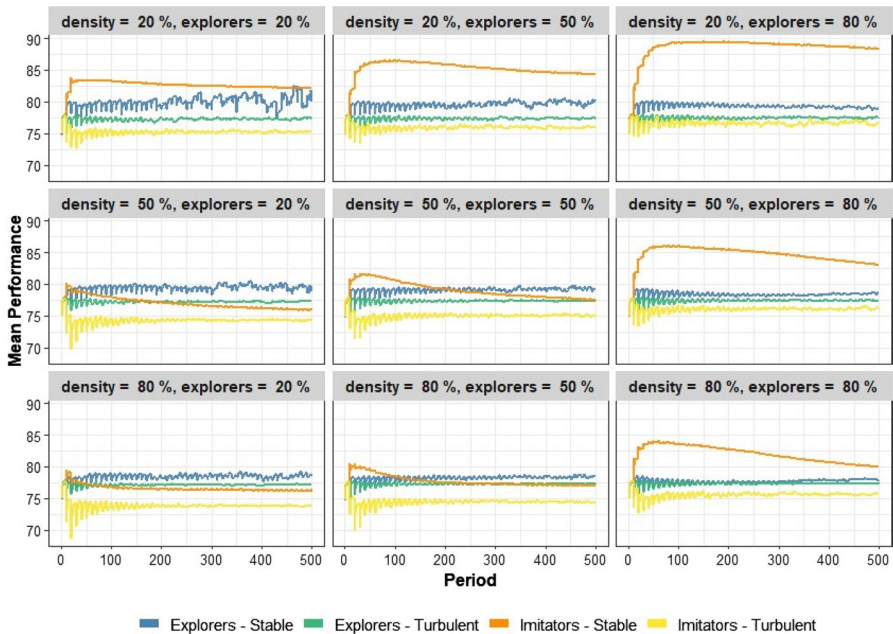 density = 20 %, explorers = 20 %
density = 20 %, explorers = 50 %
density = 20 %, explorers = 80 %
90
85
80
75
70
density = 50 %, explorers = 20 %
density = 50 %, explorers = 50 %
density = 50 %, explorers = 80 %
90
85
80
75
70
Mean Performance
density = 80 %, explorers = 20 %
density = 80 %, explorers = 50 %
density = 80 %, explorers = 80 %
90
85
80
75
70
0 100 200 300 400 500
0 100 200 300 400 500
0 100 200 300 400 500
Period
Explorers - Stable
Explorers - Turbulent
Imitators - Stable
Imitators - Turbulent